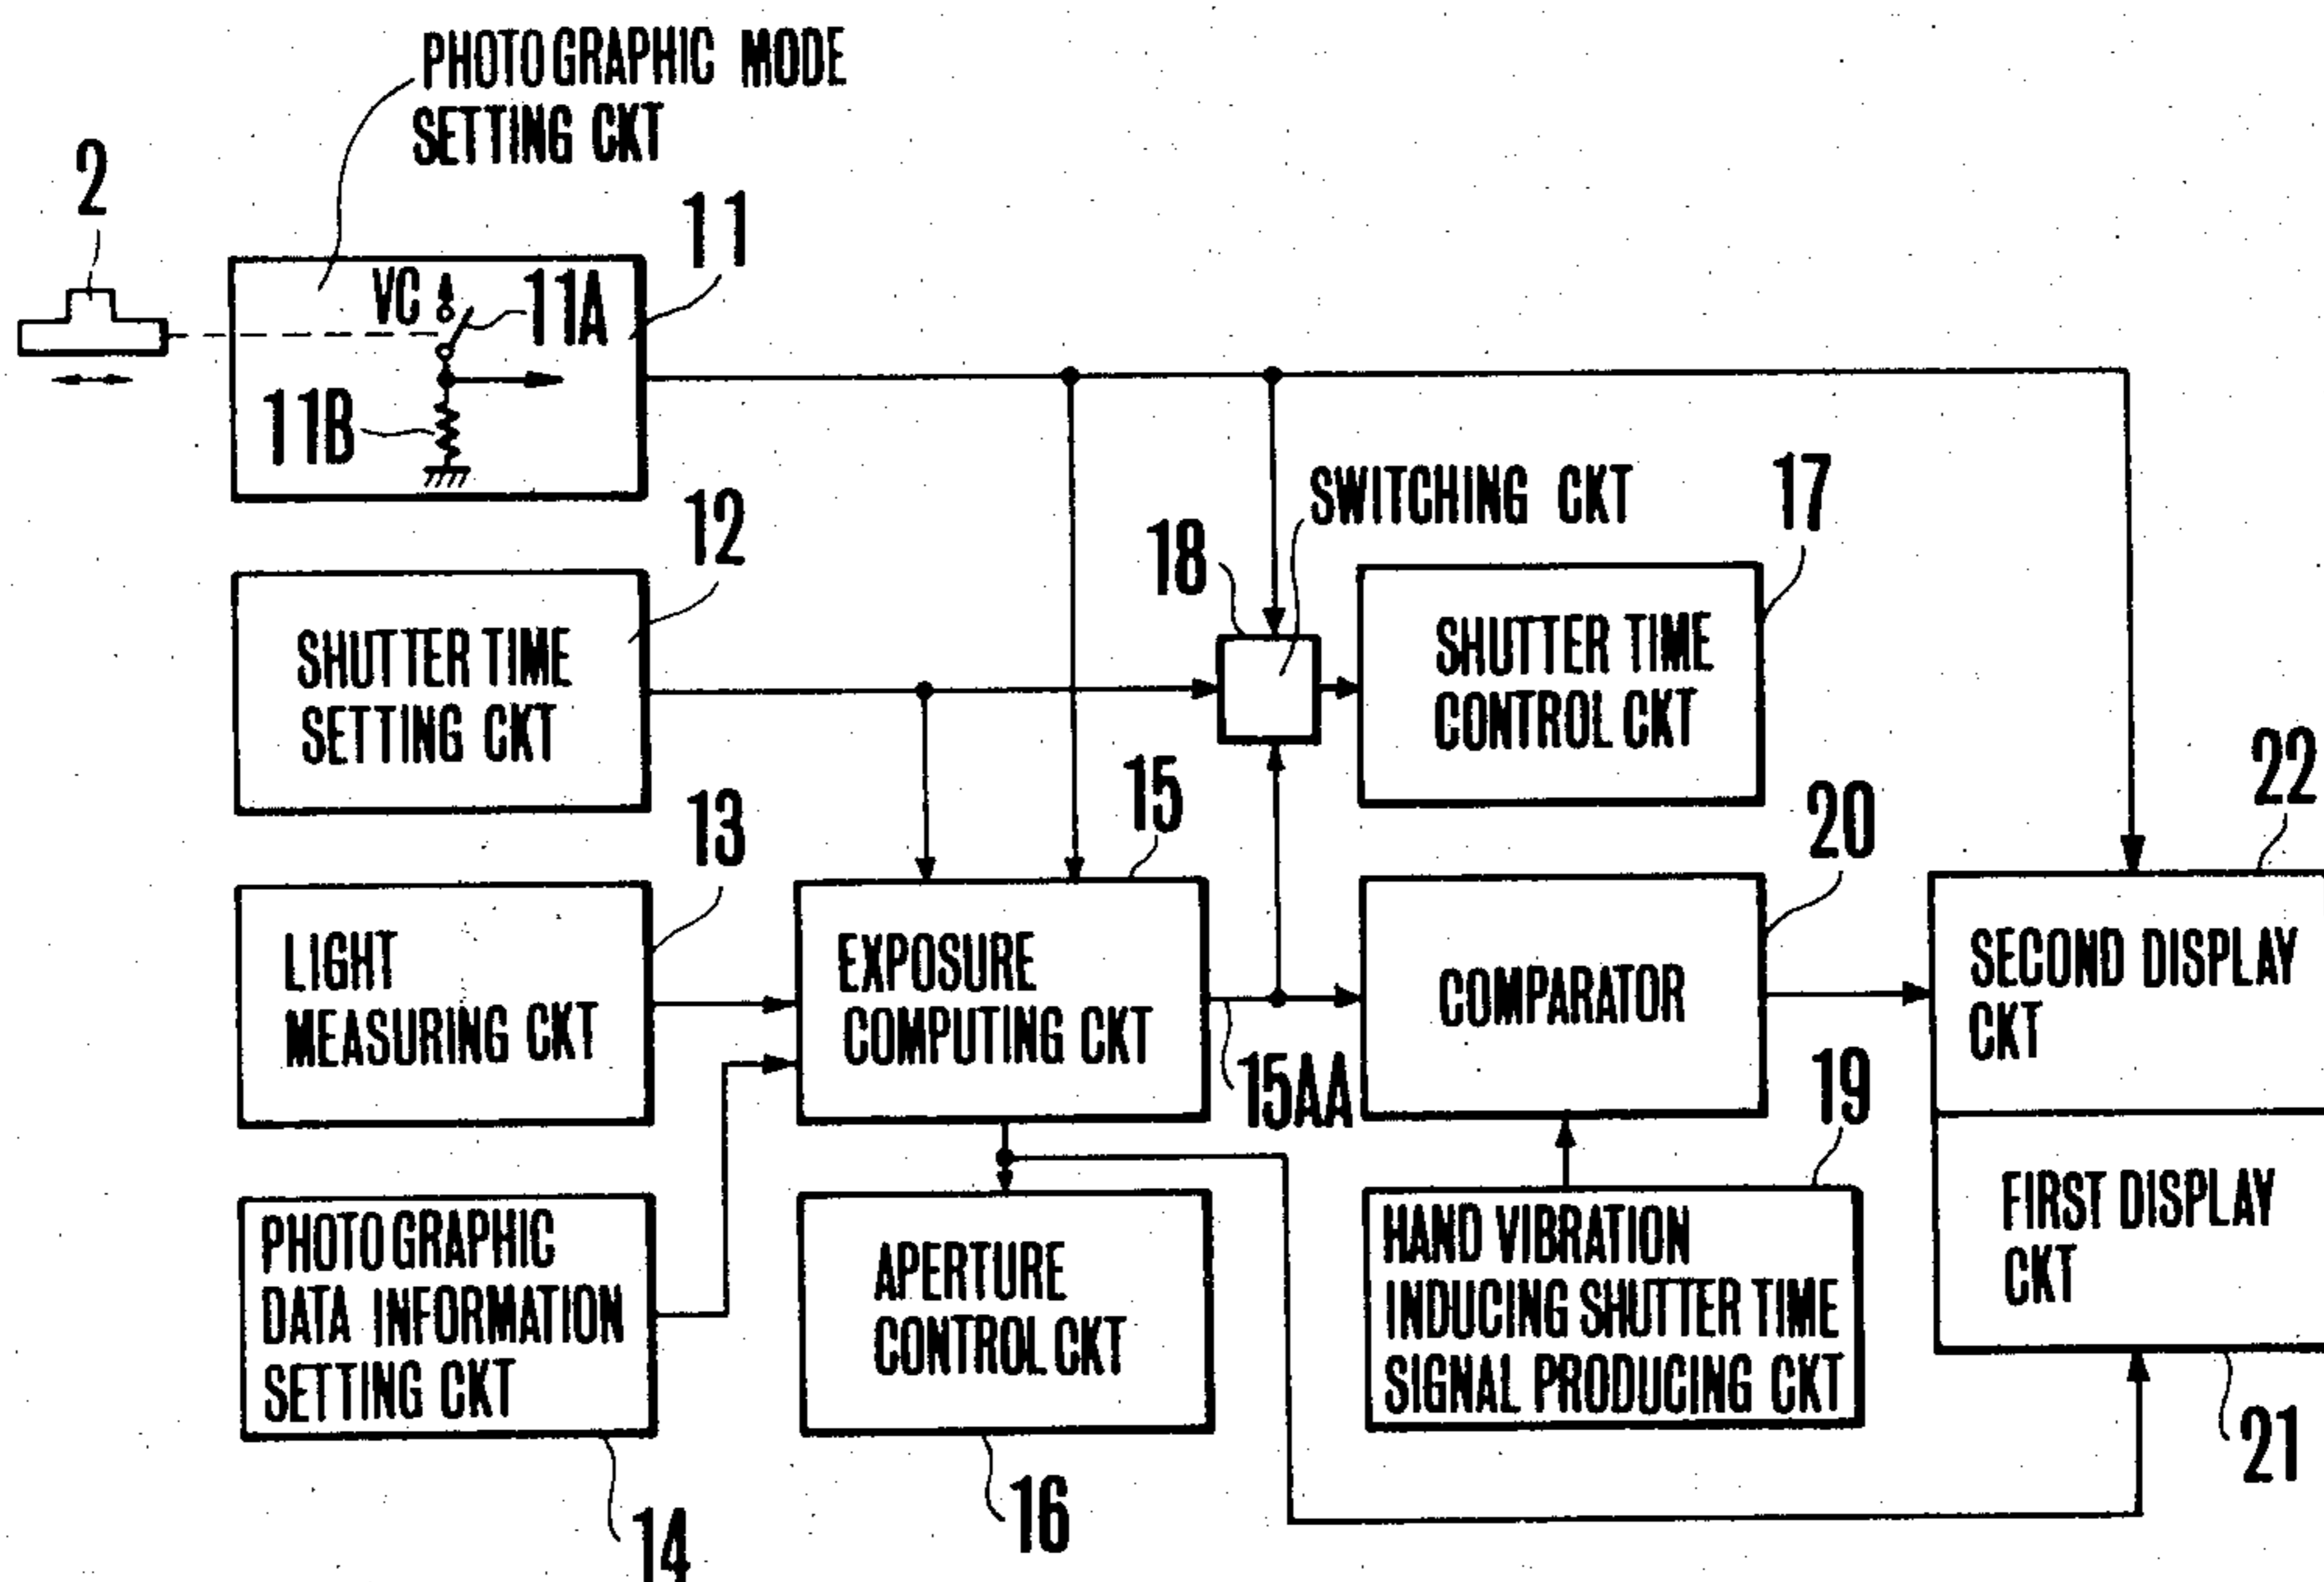 PHOTOGRAPHIC MODE
SETTING CKT
2
11
VC
11A
11B
12
SHUTTER TIME
SETTING CKT
SWITCHING CKT
17
18
SHUTTER TIME
CONTROL CKT
13
LIGHT
MEASURING CKT
15
EXPOSURE
COMPUTING CKT
15AA
20
COMPARATOR
22
SECOND DISPLAY
CKT
FIRST DISPLAY
CKT
21
19
HAND VIBRATION
INDUCING SHUTTER TIME
SIGNAL PRODUCING CKT
APERTURE
CONTROL CKT
16
PHOTOGRAPHIC
DATA INFORMATION
SETTING CKT
14